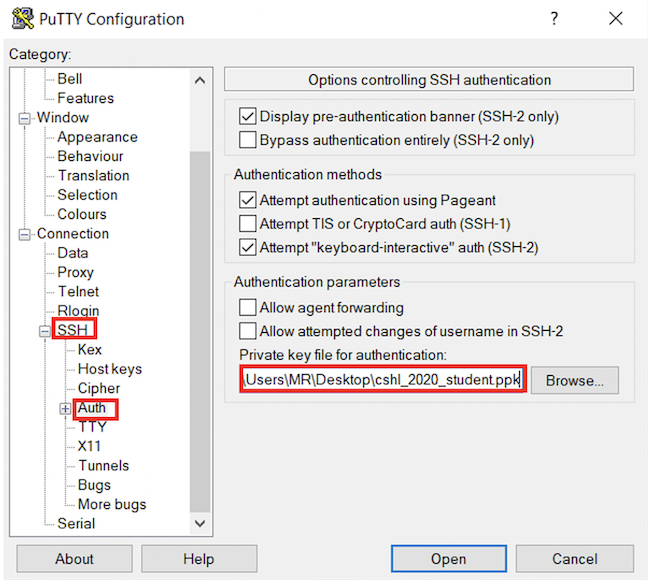 PuTTY Configuration
?
Category:
Bell
Features
Window
Appearance
Behaviour
Translation
Selection
Colours
Connection
Data
Proxy
Telnet
Rlogin
SSH
Kex
Host keys
Cipher
Auth
TTY
X11
Tunnels
Bugs
More bugs
Serial
Options controlling SSH authentication
Display pre-authentication banner (SSH-2 only)
Bypass authentication entirely (SSH-2 only)
Authentication methods
Attempt authentication using Pageant
Attempt TIS or CryptoCard auth (SSH-1)
Attempt "keyboard-interactive" auth (SSH-2)
Authentication parameters
Allow agent forwarding
Allow attempted changes of username in SSH-2
Private key file for authentication:
\Users\MR\Desktop\cshl_2020_student.ppk
Browse...
About
Help
Open
Cancel